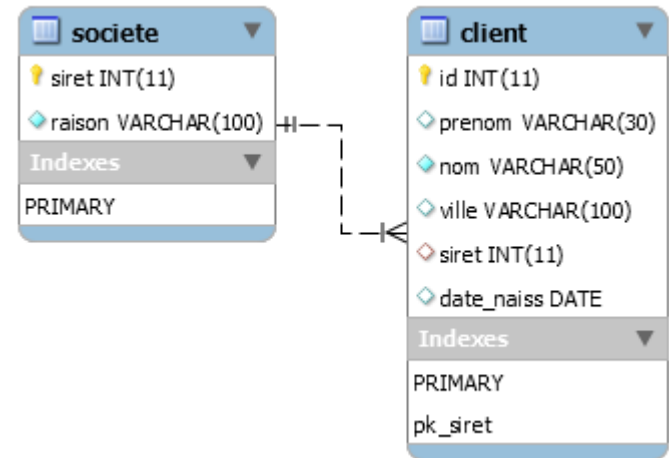 societe
siret INT(11)
raison VARCHAR(100)
Indexes
PRIMARY
client
id INT(11)
prenom VARCHAR(30)
nom VARCHAR(50)
ville VARCHAR(100)
siret INT(11)
date_naiss DATE
Indexes
PRIMARY
pk_siret